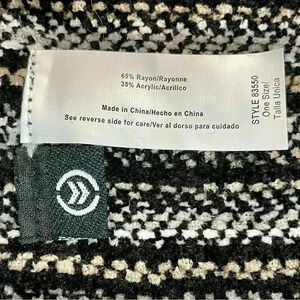 65% Rayon/Rayonne
35% Acrylic/Acrilico
Made in China/Hecho en China
See reverse side for care/Ver al dorso para cuidado
STYLE 83550
One Size/
Talla Unica